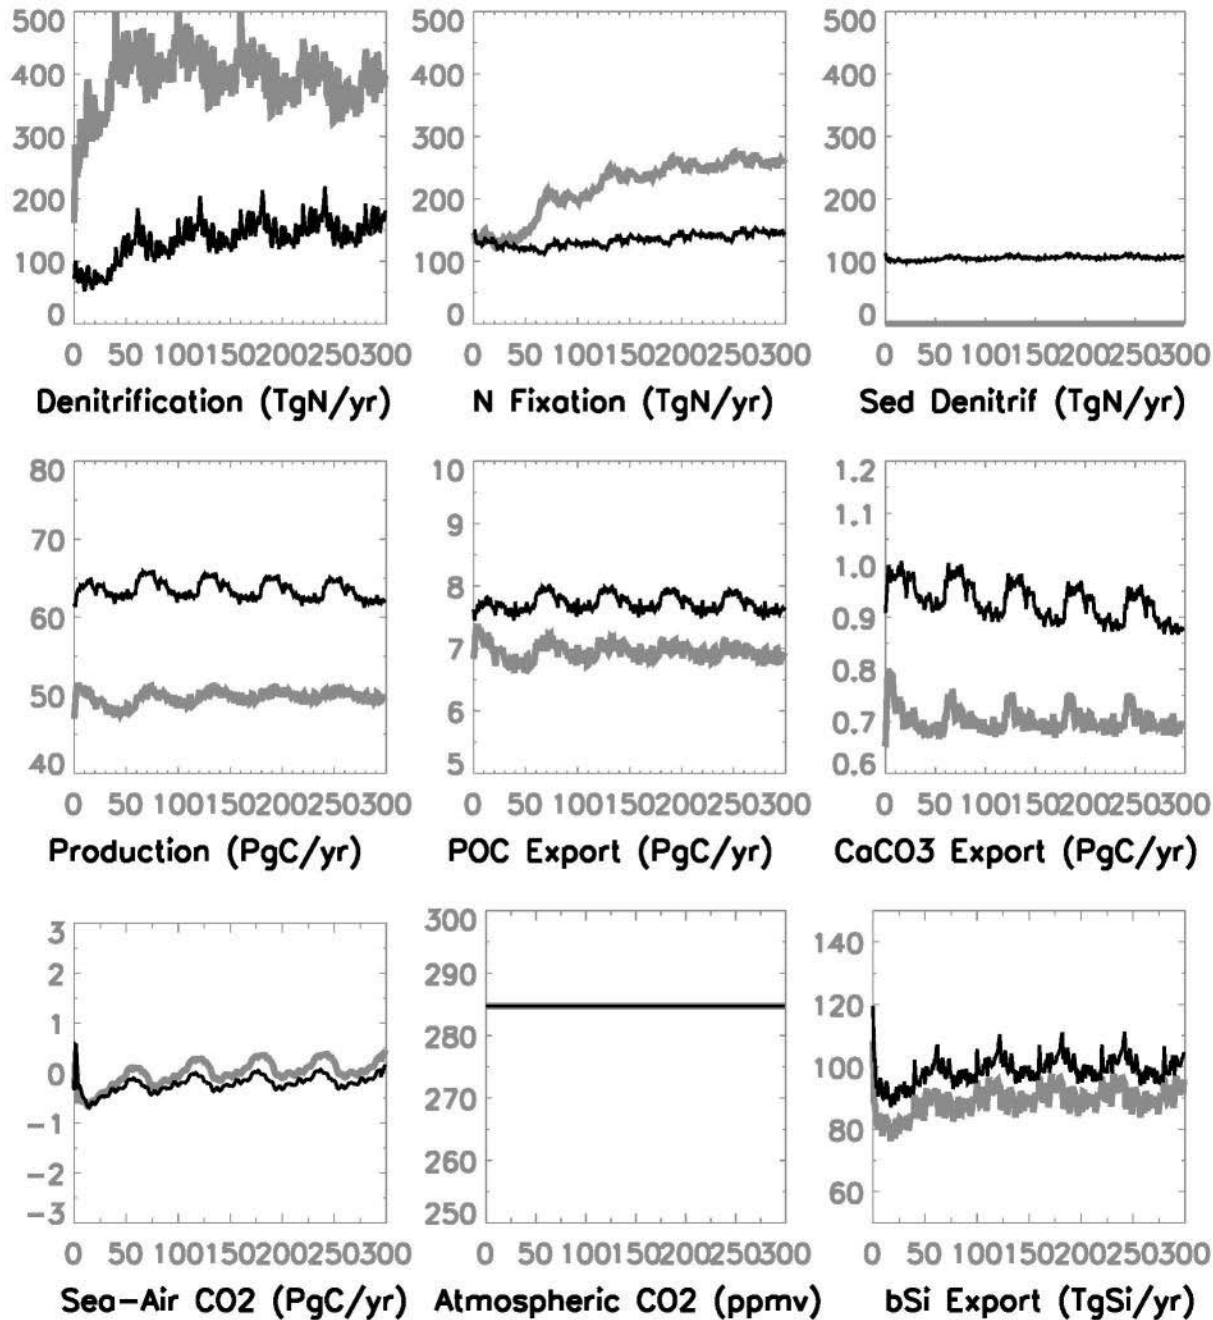 500 500 500
400 400 400
300 300 300
200 200 200
100 100 100
0 0 0
0 50 100150200250300 0 50 100150200250300 0 50 100150200250300
Denitrification (TgN/yr) N Fixation (TgN/yr) Sed Denitrif (TgN/yr)
80 10 1.2
9 1.1
70 8 1.0
60 7 0.9
50 6 0.8
0.7
40 5 0.6
0 50 100150200250300 0 50 100150200250300 0 50 100150200250300
Production (PgC/yr) POC Export (PgC/yr) CaCO3 Export (PgC/yr)
3 300
2 290 140
1 280 120
0 100
-1 270 80
-2 260 60
-3 250
0 50 100150200250300 0 50 100150200250300 0 50 100150200250300
Sea-Air CO2 (PgC/yr) Atmospheric CO2 (ppmv) bSi Export (TgSi/yr)